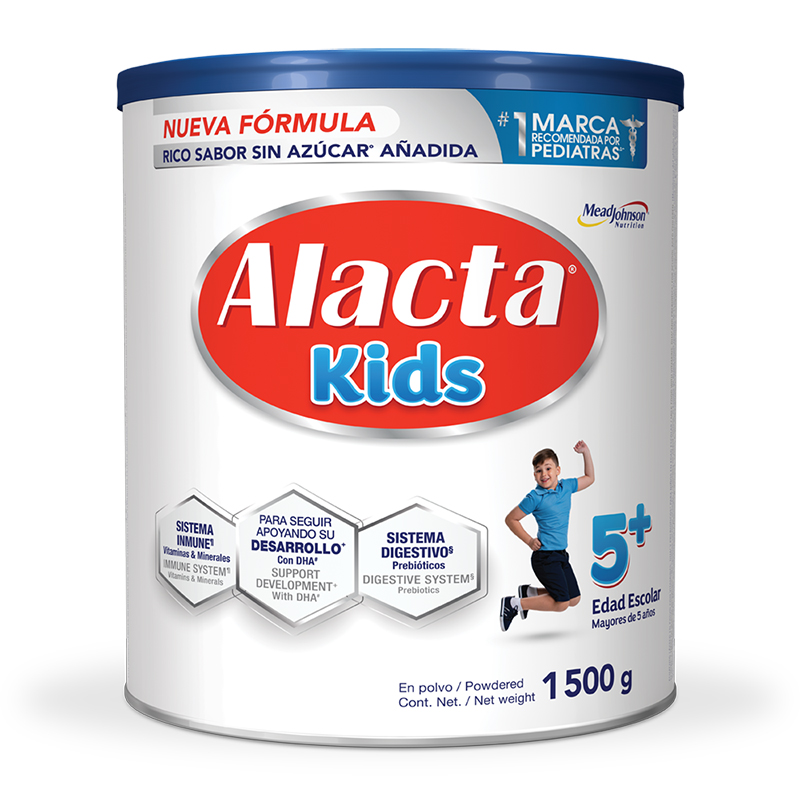 NUEVA FÓRMULA
RICO SABOR SIN AZÚCAR° AÑADIDA
#1 MARCA
RECOMENDADA POR
PEDIATRAS
MeadJohnson
Nutrition
Alacta®
Kids
SISTEMA
INMUNE¶
Vitaminas & Minerales
IMMUNE SYSTEM¶
Vitamins & Minerals
PARA SEGUIR
APOYANDO SU
DESARROLLO+
Con DHA#
SUPPORT
DEVELOPMENT+
With DHA#
SISTEMA
DIGESTIVO§
Prebióticos
DIGESTIVE SYSTEM§
Prebiotics
5+
Edad Escolar
Mayores de 5 años
En polvo / Powdered
Cont. Net. / Net weight 1500 g